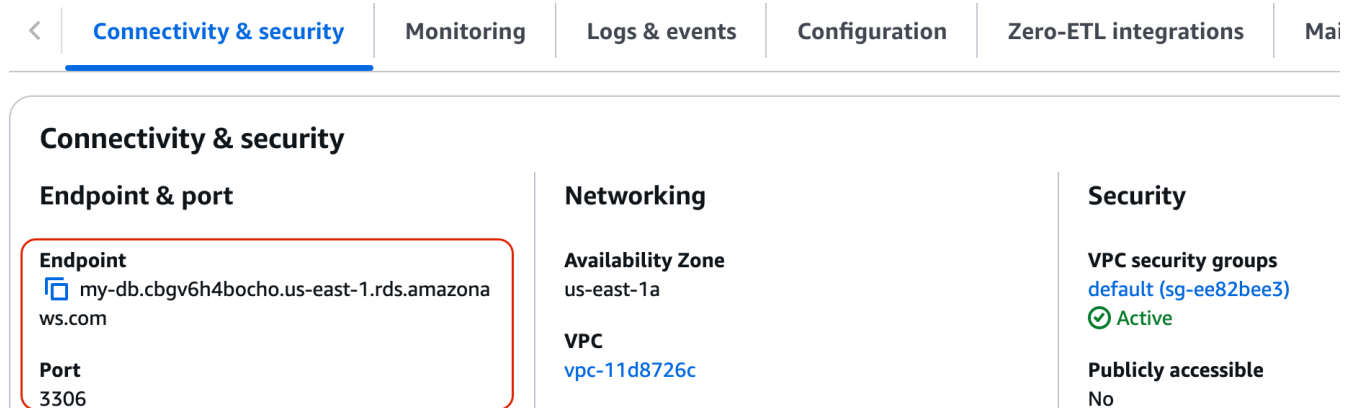 Connectivity & security
Monitoring
Logs & events
Configuration
Zero-ETL integrations
Mai
Connectivity & security
Endpoint & port
Endpoint
my-db.cbgv6h4bocho.us-east-1.rds.amazona
ws.com
Port
3306
Networking
Availability Zone
us-east-1a
VPC
vpc-11d8726c
Security
VPC security groups
default (sg-ee82bee3)
Active
Publicly accessible
No